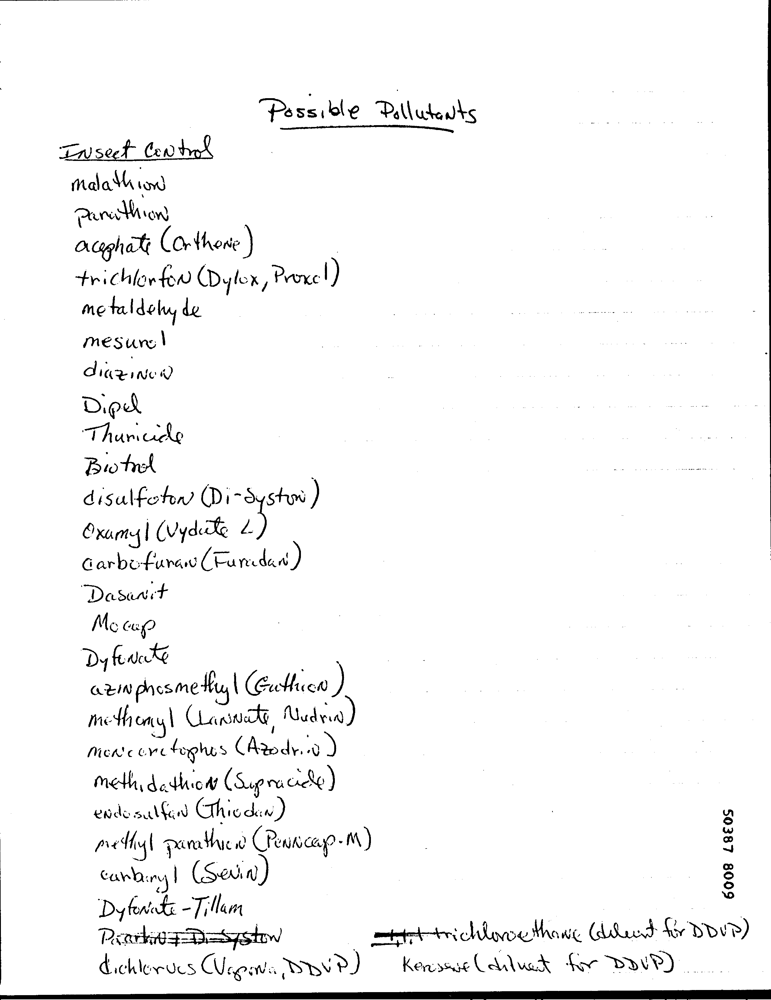 Possible Pollutants
Insect Control
malathion
parathion
acephate (Orthene)
trichlorfon (Dylox, Proxol)
metaldehyde
mesurol
diazinon
Dipel
Thuricide
Biotrol
disulfoton (Di-Syston)
Oxamyl (Vydate L)
Carbofuran (Furadan)
Dasanit
Mocap
Dyfonate
azinphosmethyl (Guthion)
methomyl (Lannate, Nudrin)
moncorctophos (Azodrin)
methidathion (Supracide)
endosulfan (Thiodan)
methyl parathion (Penncap-M)
carbaryl (Sevin)
Dyfonate-Tillam
Di-Syston 1,1,1 trichloroethane (diluent for DDVP)
dichlorvos (Vapona, DDVP) Kerosene (diluent for DDVP)
50387 8009